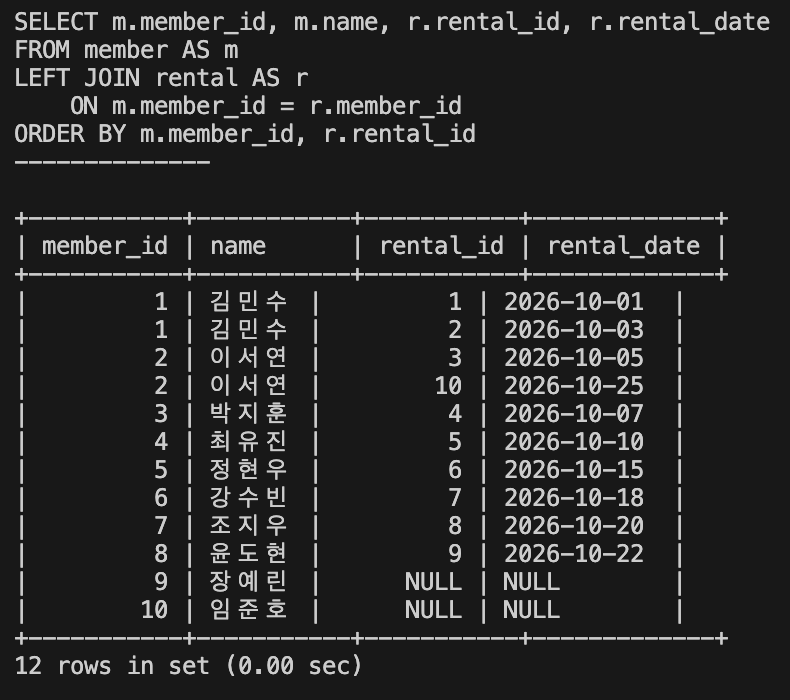 SELECT m.member_id, m.name, r.rental_id, r.rental_date
FROM member AS m
LEFT JOIN rental AS r
    ON m.member_id = r.member_id
ORDER BY m.member_id, r.rental_id
--------------

+-----------+-----------+-----------+-------------+
| member_id | name      | rental_id | rental_date |
+-----------+-----------+-----------+-------------+
|         1 | 김민수 |         1 | 2026-10-01  |
|         1 | 김민수 |         2 | 2026-10-03  |
|         2 | 이서연 |         3 | 2026-10-05  |
|         2 | 이서연 |        10 | 2026-10-25  |
|         3 | 박지훈 |         4 | 2026-10-07  |
|         4 | 최유진 |         5 | 2026-10-10  |
|         5 | 정현우 |         6 | 2026-10-15  |
|         6 | 강수빈 |         7 | 2026-10-18  |
|         7 | 조지우 |         8 | 2026-10-20  |
|         8 | 윤도현 |         9 | 2026-10-22  |
|         9 | 장예린 |      NULL | NULL        |
|        10 | 임준호 |      NULL | NULL        |
+-----------+-----------+-----------+-------------+
12 rows in set (0.00 sec)